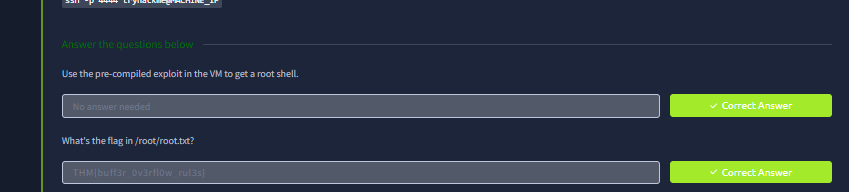 ssh -p 4444 tryhackme@MACHINE_IP
Answer the questions below
Use the pre-compiled exploit in the VM to get a root shell.
No answer needed
✓ Correct Answer
What's the flag in /root/root.txt?
THM{buff3r_0v3rfl0w_rul3s}
✓ Correct Answer